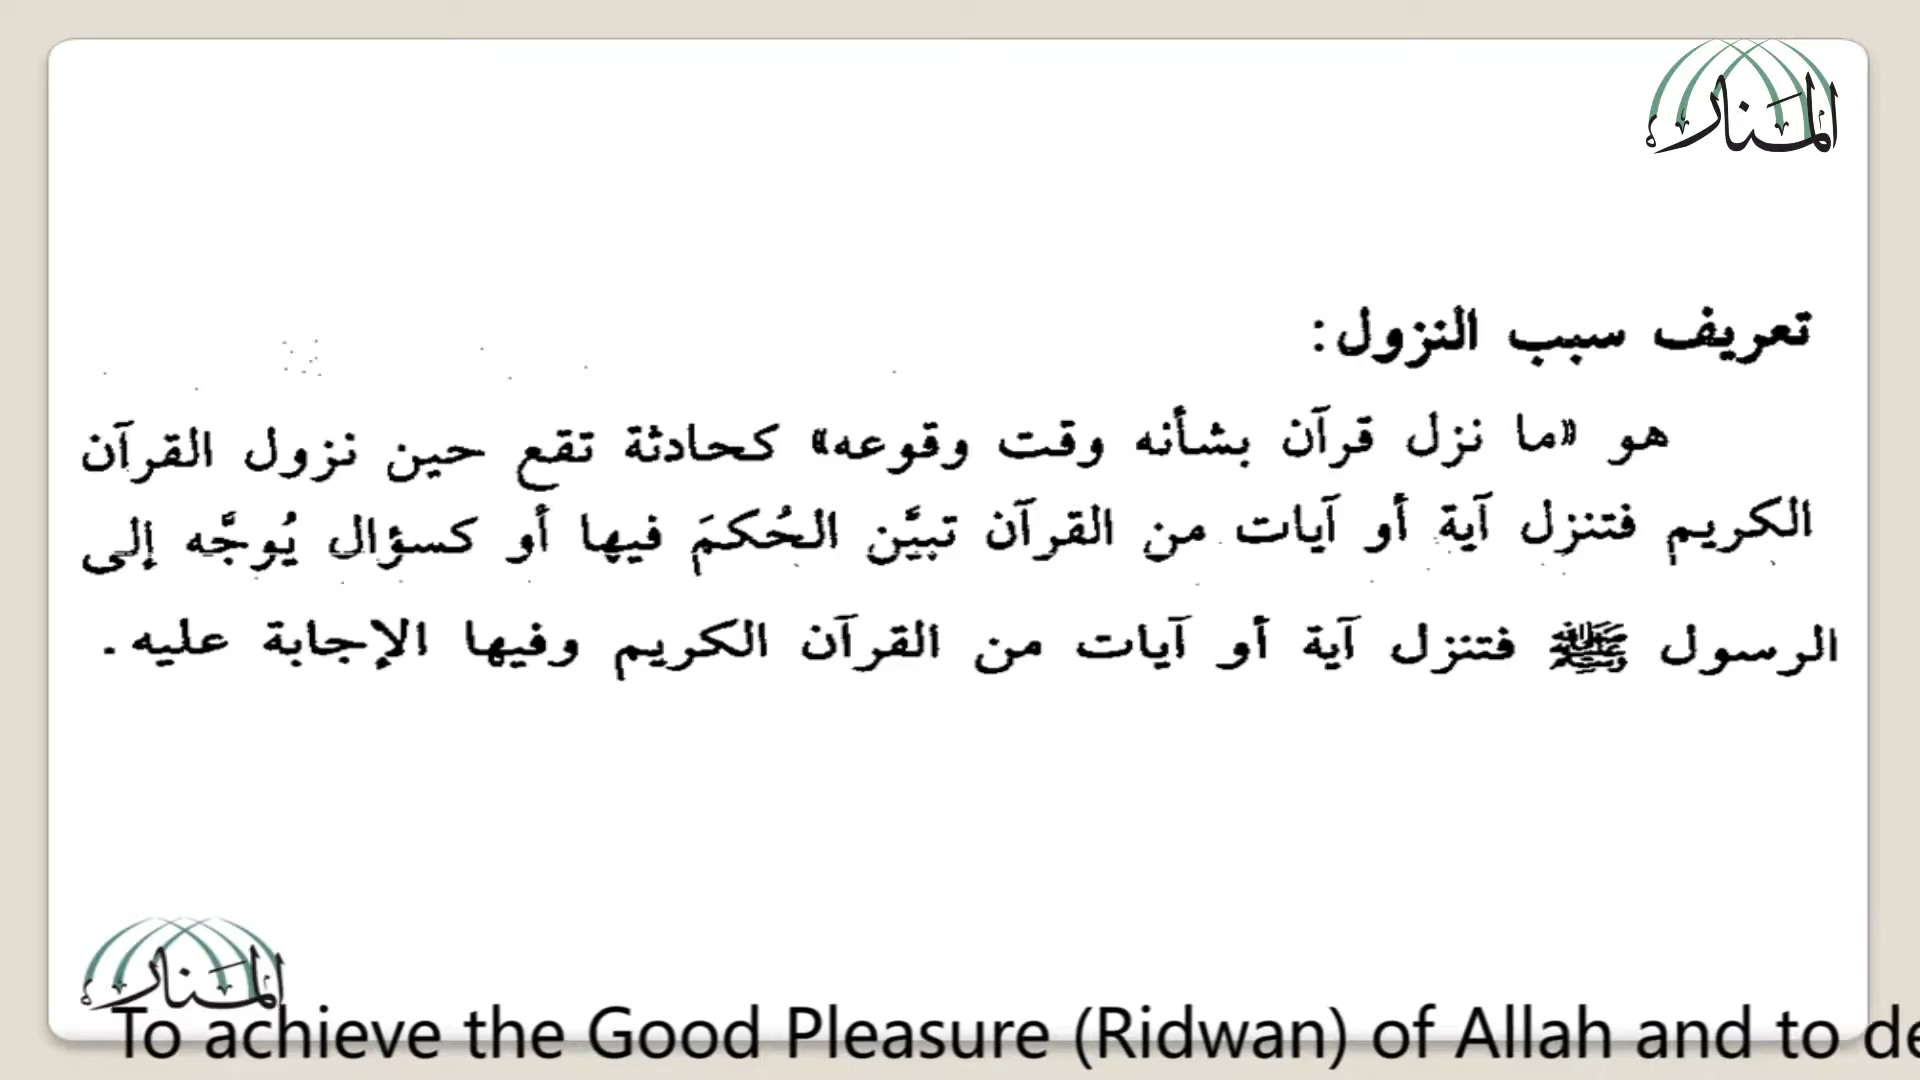 المنار
تعريف سبب النزول:
هو «ما نزل قرآن بشأنه وقت وقوعه» كحادثة تقع حين نزول القرآن
الكريم فتنزل آية أو آيات من القرآن تبيَّن الحُكمَ فيها أو كسؤال يُوجَّه إلى
الرسول ﷺ فتنزل آية أو آيات من القرآن الكريم وفيها الإجابة عليه.
المنار
To achieve the Good Pleasure (Ridwan) of Allah and to de